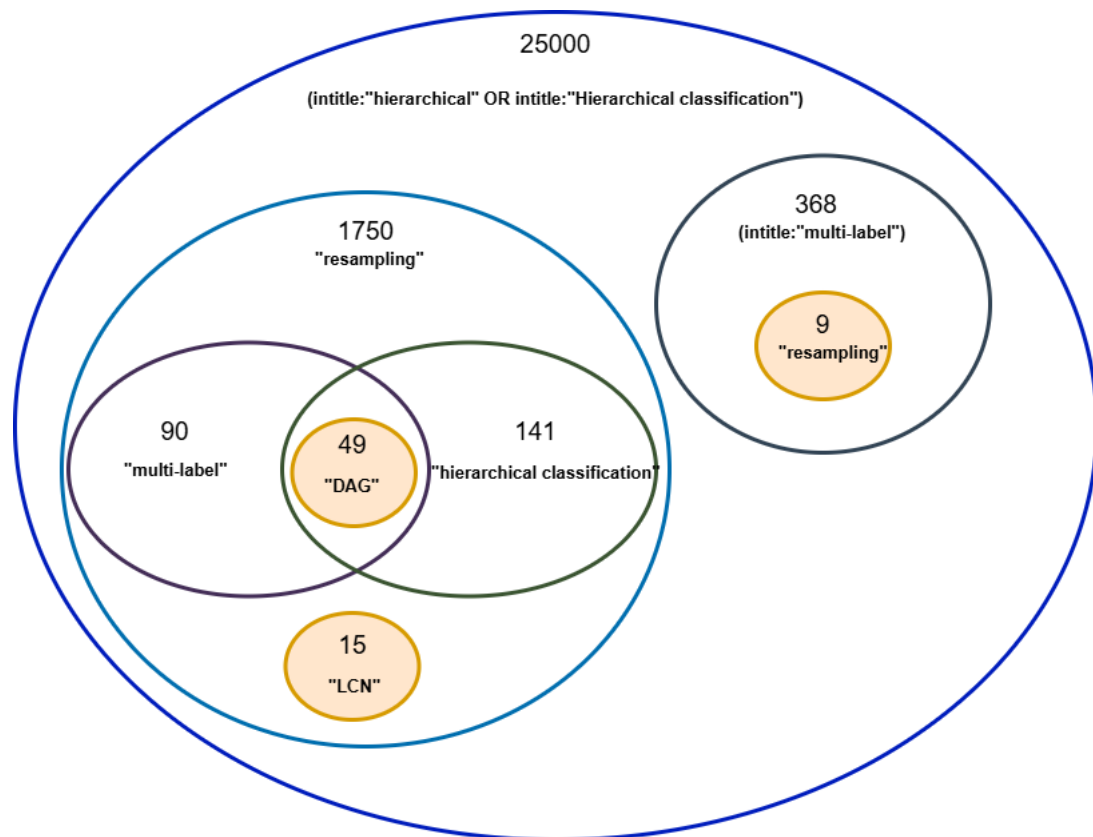 25000
(intitle:"hierarchical" OR intitle:"Hierarchical classification")
368
(intitle:"multi-label")
1750
"resampling"
9
"resampling"
90
"multi-label"
49
"DAG"
141
"hierarchical classification"
15
"LCN"